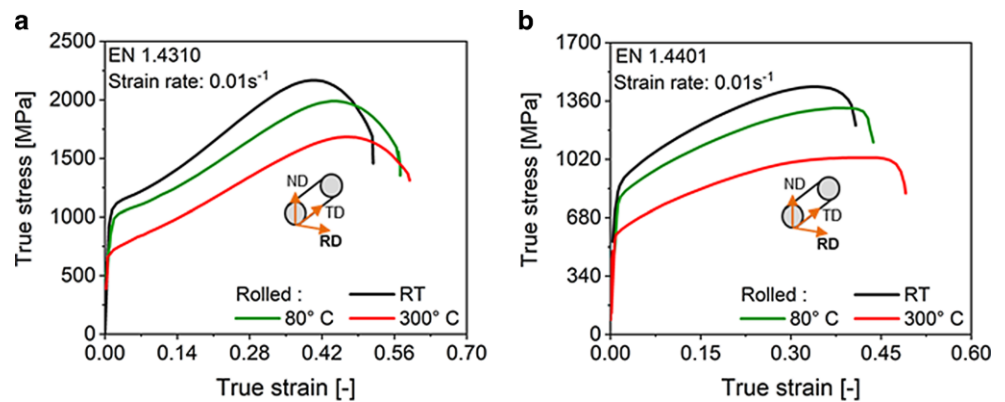 a
EN 1.4310
Strain rate: 0.01s⁻¹
True stress [MPa]
2500
2000
1500
1000
500
0
ND
TD
RD
Rolled :
RT
80° C
300° C
0.00
0.14
0.28
0.42
0.56
0.70
True strain [-]
b
EN 1.4401
Strain rate: 0.01s⁻¹
True stress [MPa]
1700
1360
1020
680
340
0
ND
TD
RD
Rolled :
RT
80° C
300° C
0.00
0.15
0.30
0.45
0.60
True strain [-]